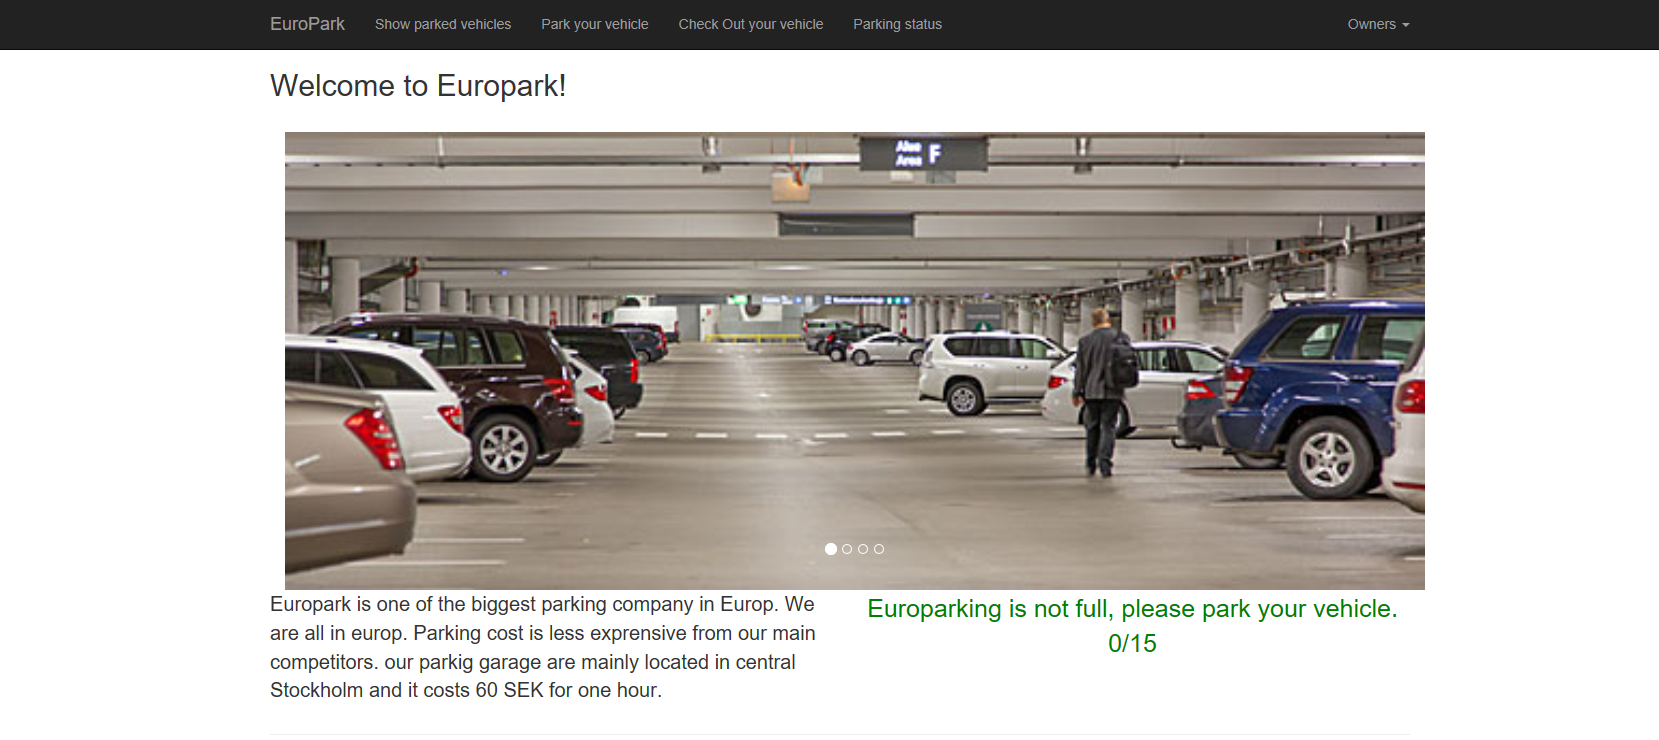 EuroPark Show parked vehicles Park your vehicle Check Out your vehicle Parking status Owners
Welcome to Europark!
Alue F
Area
Europark is one of the biggest parking company in Europ. We
are all in europ. Parking cost is less exprensive from our main
competitors. our parkig garage are mainly located in central
Stockholm and it costs 60 SEK for one hour.
Europarking is not full, please park your vehicle.
0/15